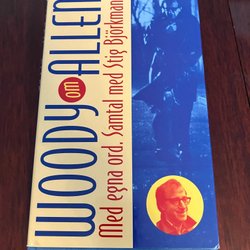 WOODY om ALLEN
Med egna ord. Samtal med Stig Björkman